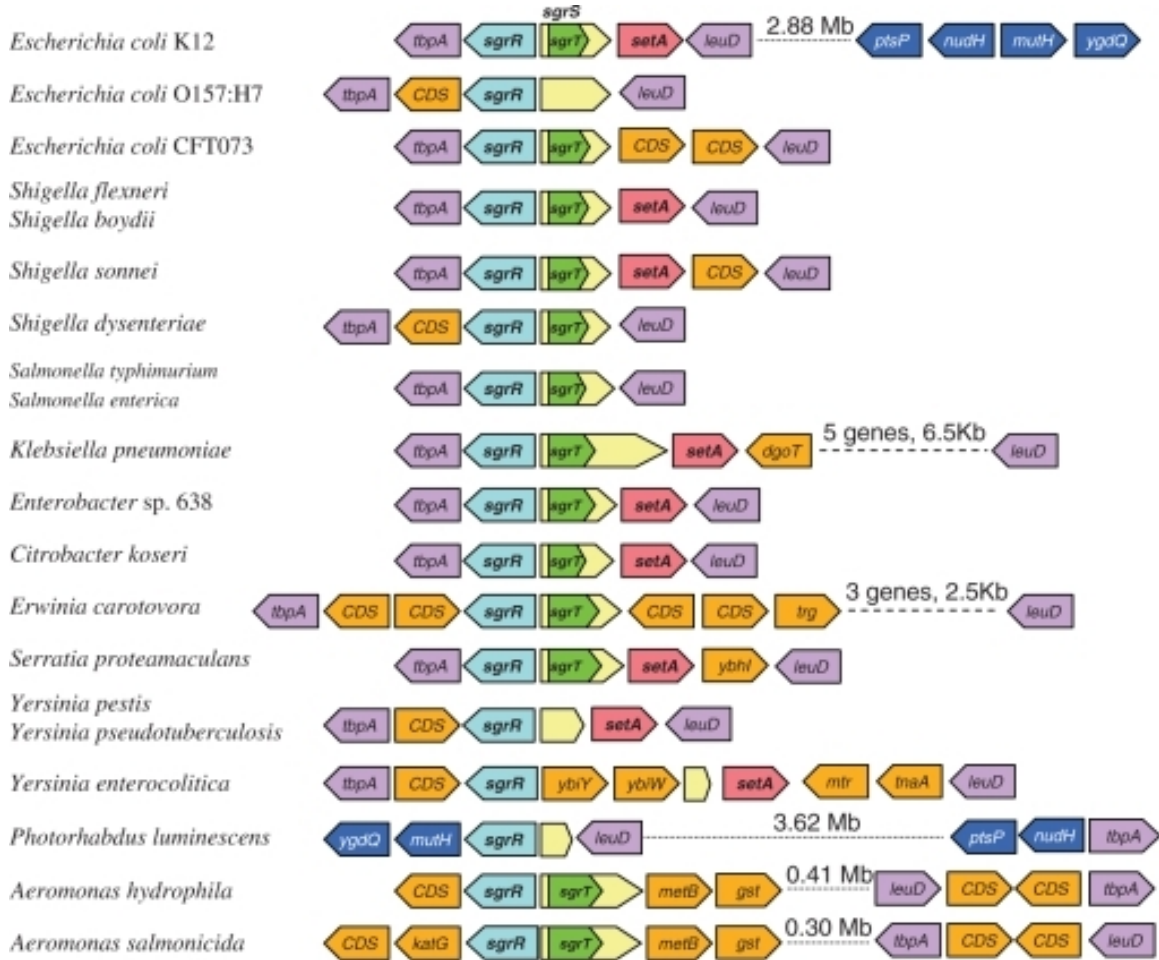 sgrS
Escherichia coli K12 tbpA sgrR sgrT setA leuD 2.88 Mb ptsP nudH mutH ygdQ
Escherichia coli O157:H7 tbpA CDS sgrR leuD
Escherichia coli CFT073 tbpA sgrR sgrT CDS CDS leuD
Shigella flexneri
Shigella boydii tbpA sgrR sgrT setA leuD
Shigella sonnei tbpA sgrR sgrT setA CDS leuD
Shigella dysenteriae tbpA CDS sgrR sgrT leuD
Salmonella typhimurium
Salmonella enterica tbpA sgrR sgrT leuD
Klebsiella pneumoniae tbpA sgrR sgrT setA dgoT 5 genes, 6.5Kb leuD
Enterobacter sp. 638 tbpA sgrR sgrT setA leuD
Citrobacter koseri tbpA sgrR sgrT setA leuD
Erwinia carotovora tbpA CDS CDS sgrR sgrT CDS CDS trg 3 genes, 2.5Kb leuD
Serratia proteamaculans tbpA sgrR sgrT setA ybhI leuD
Yersinia pestis
Yersinia pseudotuberculosis tbpA CDS sgrR setA leuD
Yersinia enterocolitica tbpA CDS sgrR ybiY ybiW setA mtr tnaA leuD
Photorhabdus luminescens ygdQ mutH sgrR leuD 3.62 Mb ptsP nudH tbpA
Aeromonas hydrophila CDS sgrR sgrT metB gst 0.41 Mb leuD CDS CDS tbpA
Aeromonas salmonicida CDS katG sgrR sgrT metB gst 0.30 Mb tbpA CDS CDS leuD